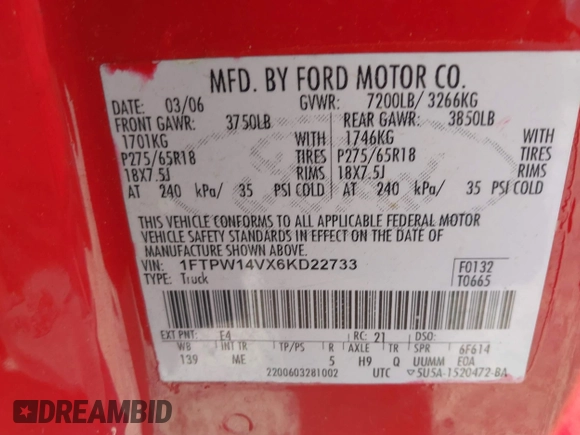 MFD. BY FORD MOTOR CO.
DATE: 03/06 GVWR: 7200LB/ 3266KG
FRONT GAWR: 3750LB REAR GAWR: 3850LB
1701KG WITH 1746KG WITH
P275/65R18 TIRES P275/65R18 TIRES
18X7.5J RIMS 18X7.5J RIMS
AT 240 kPa/ 35 PSI COLD AT 240 kPa/ 35 PSI COLD
THIS VEHICLE CONFORMS TO ALL APPLICABLE FEDERAL MOTOR
VEHICLE SAFETY STANDARDS IN EFFECT ON THE DATE OF
MANUFACTURE SHOWN ABOVE.
VIN: 1FTPW14VX6KD22733 F0132
TYPE: Truck T0665
EXT PNT: E4 RC: 21 DSO:
WB INT TR TP/PS R AXLE TR SPR 6F614
139 ME 5 H9 Q UUMM EOA
2200603281002 UTC 5U5A-1520472-BA
DREAMBID